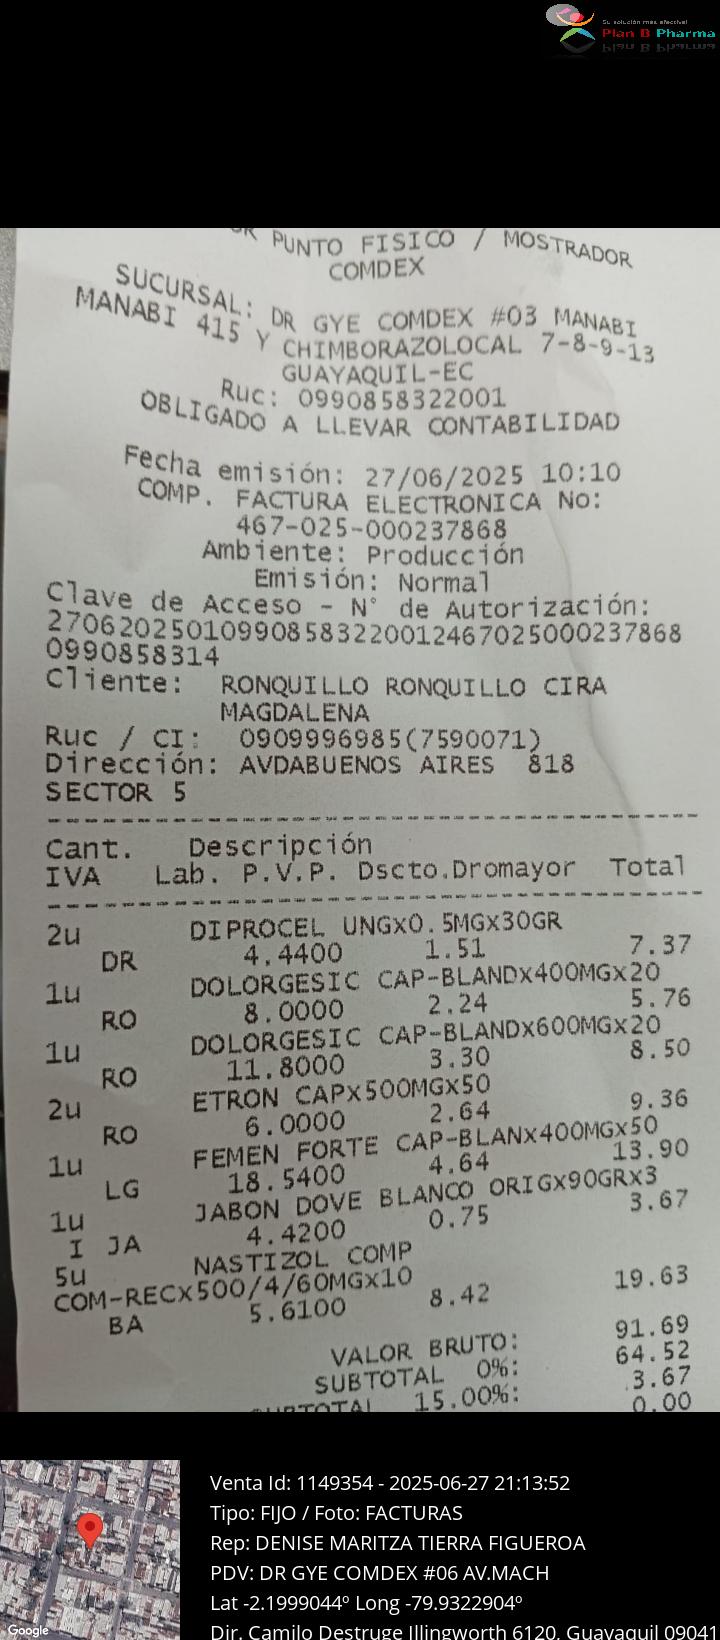 Su solución más efectiva!
Plan B Pharma
PUNTO FISICO / MOSTRADOR
COMDEX
SUCURSAL: DR GYE COMDEX #03 MANABI
MANABI 415 Y CHIMBORAZOLOCAL 7-8-9-13
GUAYAQUIL-EC
Ruc: 0990858322001
OBLIGADO A LLEVAR CONTABILIDAD
Fecha emisión: 27/06/2025 10:10
COMP. FACTURA ELECTRONICA No:
467-025-000237868
Ambiente: Producción
Emisión: Normal
Clave de Acceso - N° de Autorización:
270620250109908583220012467025000237868
0990858314
Cliente: RONQUILLO RONQUILLO CIRA
MAGDALENA
Ruc / CI: 0909996985(7590071)
Dirección: AVDABUENOS AIRES 818
SECTOR 5
Cant. Descripción
IVA Lab. P.V.P. Dscto.Dromayor Total
2u DIPROCEL UNGx0.5MGx30GR
DR 4.4400 1.51 7.37
1u DOLORGESIC CAP-BLANDx400MGx20
RO 8.0000 2.24 5.76
1u DOLORGESIC CAP-BLANDx600MGx20
RO 11.8000 3.30 8.50
2u ETRON CAPx500MGx50
RO 6.0000 2.64 9.36
1u FEMEN FORTE CAP-BLANx400MGx50
LG 18.5400 4.64 13.90
1u JABON DOVE BLANCO ORIGx90GRx3
I JA 4.4200 0.75 3.67
5u NASTIZOL COMP
COM-RECx500/4/60MGx10
BA 5.6100 8.42 19.63
VALOR BRUTO: 91.69
SUBTOTAL 0%: 64.52
SUBTOTAL 15.00%: 3.67
0.00
Venta Id: 1149354 - 2025-06-27 21:13:52
Tipo: FIJO / Foto: FACTURAS
Rep: DENISE MARITZA TIERRA FIGUEROA
PDV: DR GYE COMDEX #06 AV.MACH
Lat -2.1999044º Long -79.9322904º
Dir. Camilo Destruge Illingworth 6120, Guayaquil 09041
Google